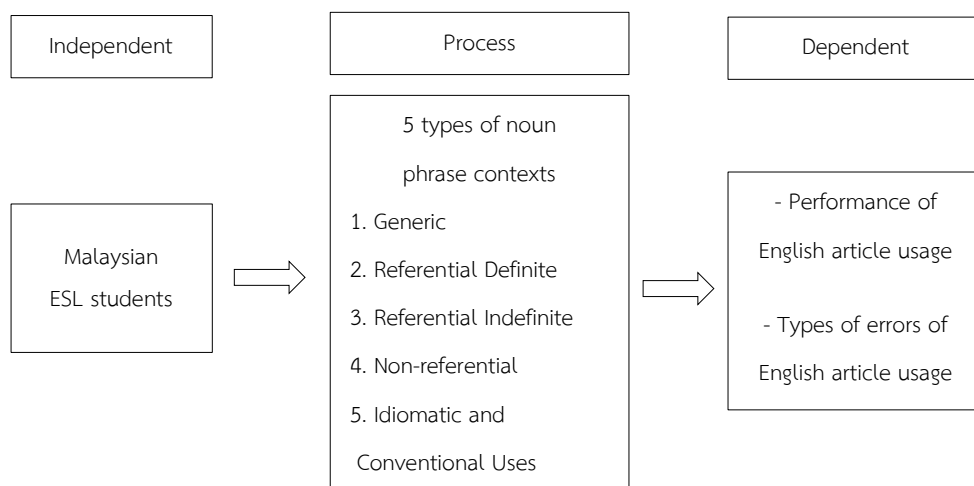 Independent
Process
Dependent
Malaysian
ESL students
5 types of noun
phrase contexts
1. Generic
2. Referential Definite
3. Referential Indefinite
4. Non-referential
5. Idiomatic and
Conventional Uses
- Performance of
English article usage
- Types of errors of
English article usage